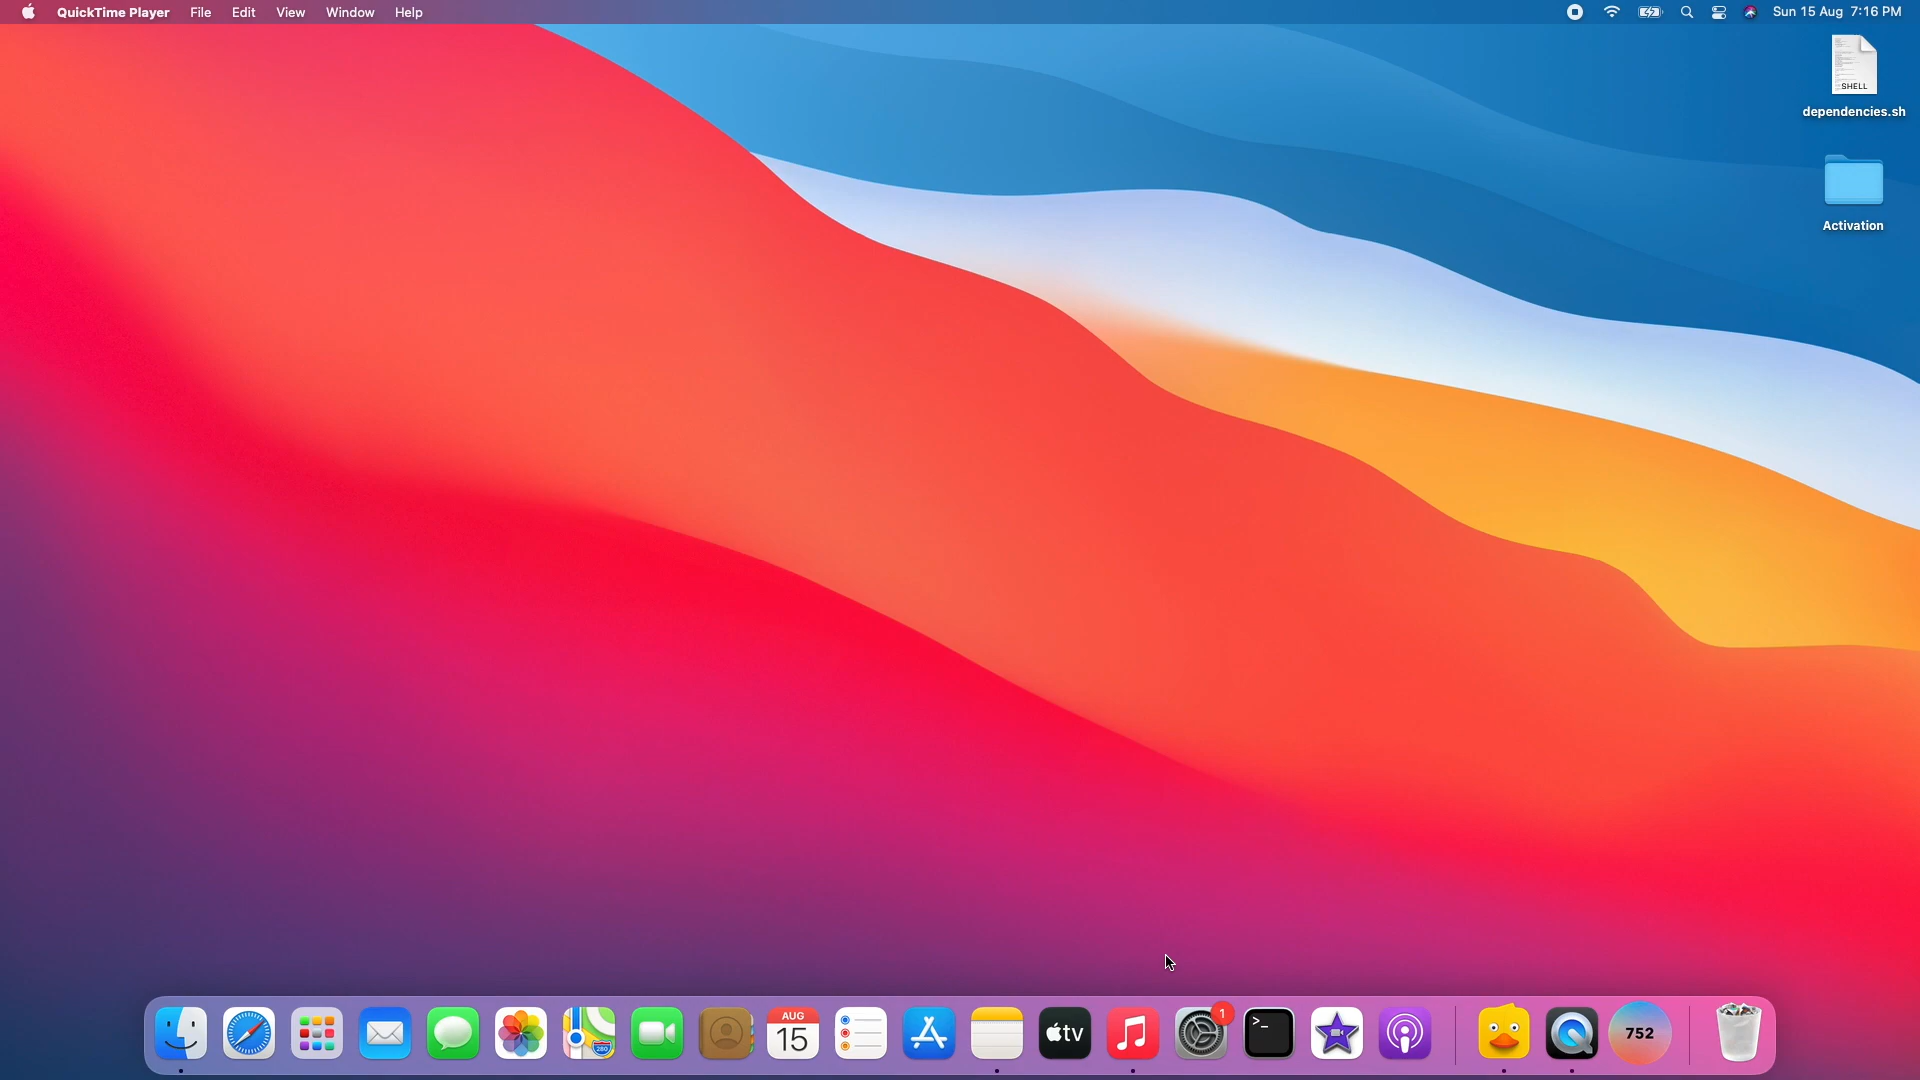 QuickTime Player File Edit View Window Help Sun 15 Aug 7:16 PM
SHELL
dependencies.sh
Activation
AUG
15
280
tv
1
>_
752